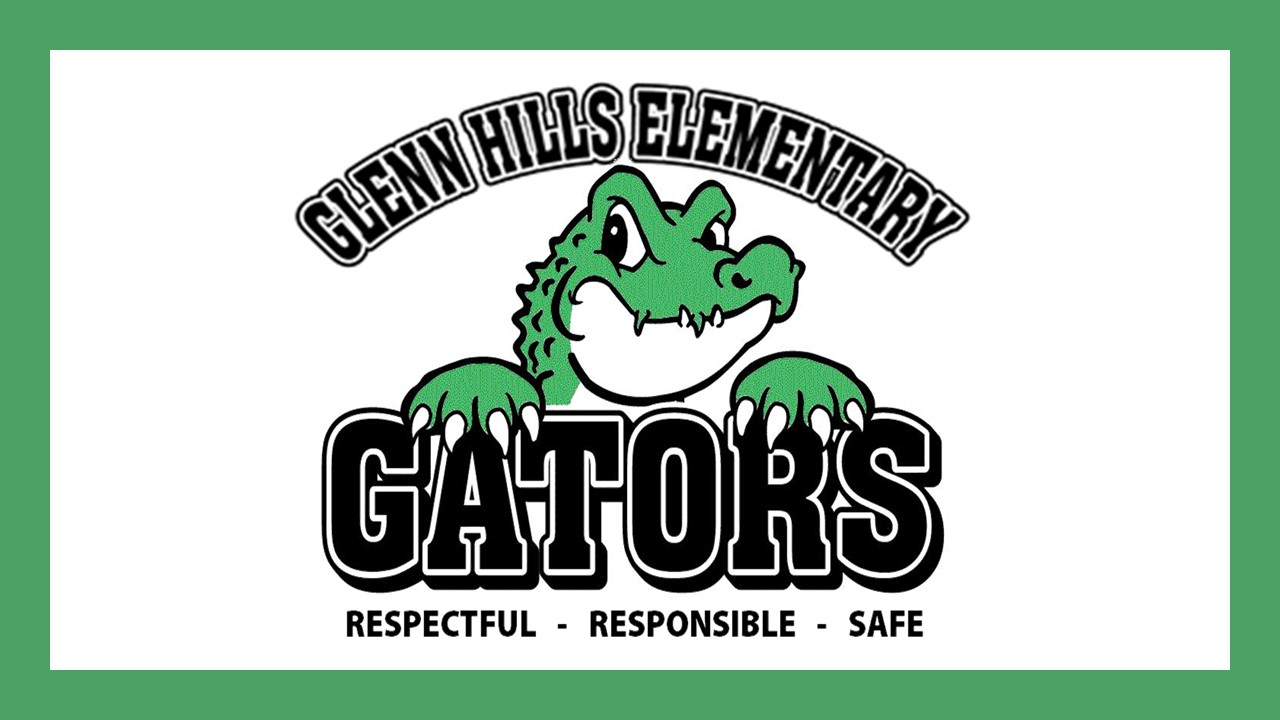 GLENN HILLS ELEMENTARY
GATORS
RESPECTFUL - RESPONSIBLE - SAFE